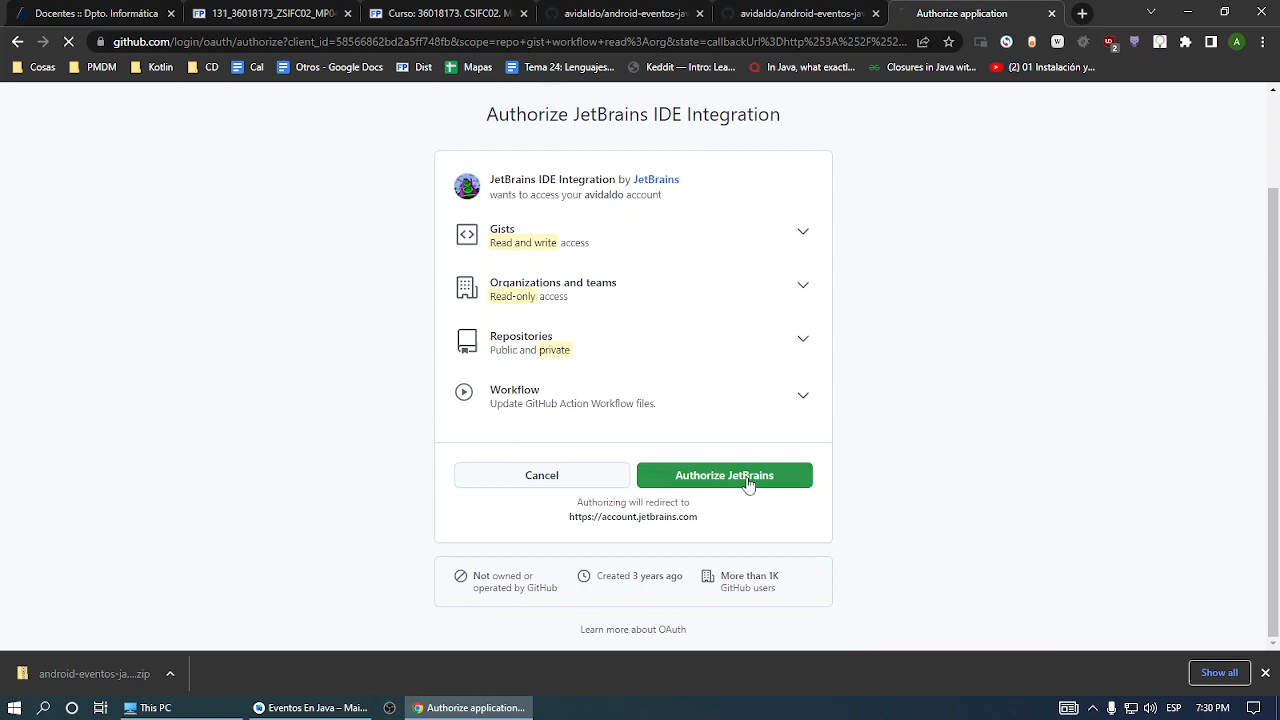 Docentes :: Dpto. Informática
131_36018173_ZSIFC02_MP0
Curso: 36018173. CSIFC02. M
avidaldo/android-eventos-ja
avidaldo/android-eventos-ja
Authorize application
github.com/login/oauth/authorize?client_id=58566862bd2a5ff748fb&scope=repo+gist+workflow+read%3Aorg&state=callbackUrl%3Dhttp%253A%252F%252...
2
A
Cosas
PMDM
Kotlin
CD
Cal
Otros - Google Docs
Dist
Mapas
Tema 24: Lenguajes...
Keddit — Intro: Lea...
In Java, what exactl...
Closures in Java wit...
(2) 01 Instalación y...
Authorize JetBrains IDE Integration
JetBrains IDE Integration by JetBrains
wants to access your avidaldo account
Gists
Read and write access
Organizations and teams
Read-only access
Repositories
Public and private
Workflow
Update GitHub Action Workflow files.
Cancel
Authorize JetBrains
Authorizing will redirect to
https://account.jetbrains.com
Not owned or
operated by GitHub
Created 3 years ago
More than 1K
GitHub users
Learn more about OAuth
android-eventos-ja....zip
Show all
This PC
Eventos En Java – Mai...
Authorize application...
ESP
7:30 PM